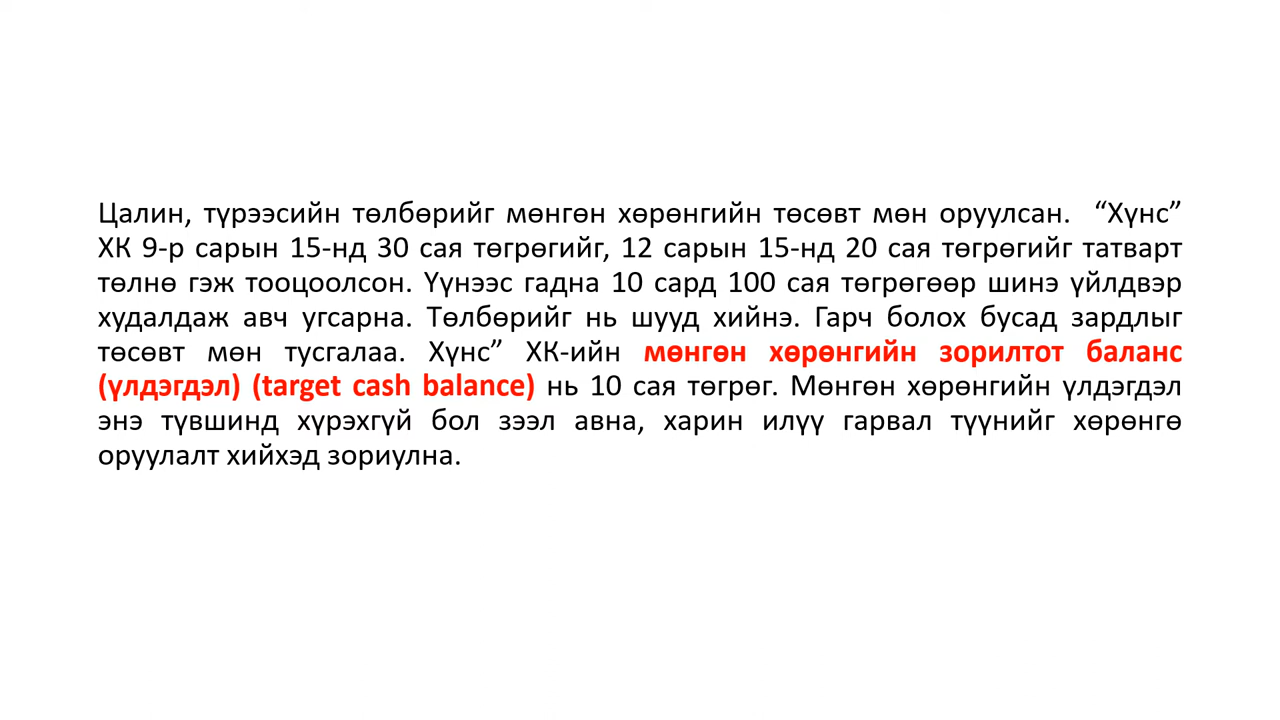 Цалин, түрээсийн төлбөрийг мөнгөн хөрөнгийн төсөвт мөн оруулсан. “Хүнс”
ХК 9-р сарын 15-нд 30 сая төгрөгийг, 12 сарын 15-нд 20 сая төгрөгийг татварт
төлнө гэж тооцоолсон. Үүнээс гадна 10 сард 100 сая төгрөгөөр шинэ үйлдвэр
худалдаж авч угсарна. Төлбөрийг нь шууд хийнэ. Гарч болох бусад зардлыг
төсөвт мөн тусгалаа. Хүнс” ХК-ийн мөнгөн хөрөнгийн зорилтот баланс
(үлдэгдэл) (target cash balance) нь 10 сая төгрөг. Мөнгөн хөрөнгийн үлдэгдэл
энэ түвшинд хүрэхгүй бол зээл авна, харин илүү гарвал түүнийг хөрөнгө
оруулалт хийхэд зориулна.